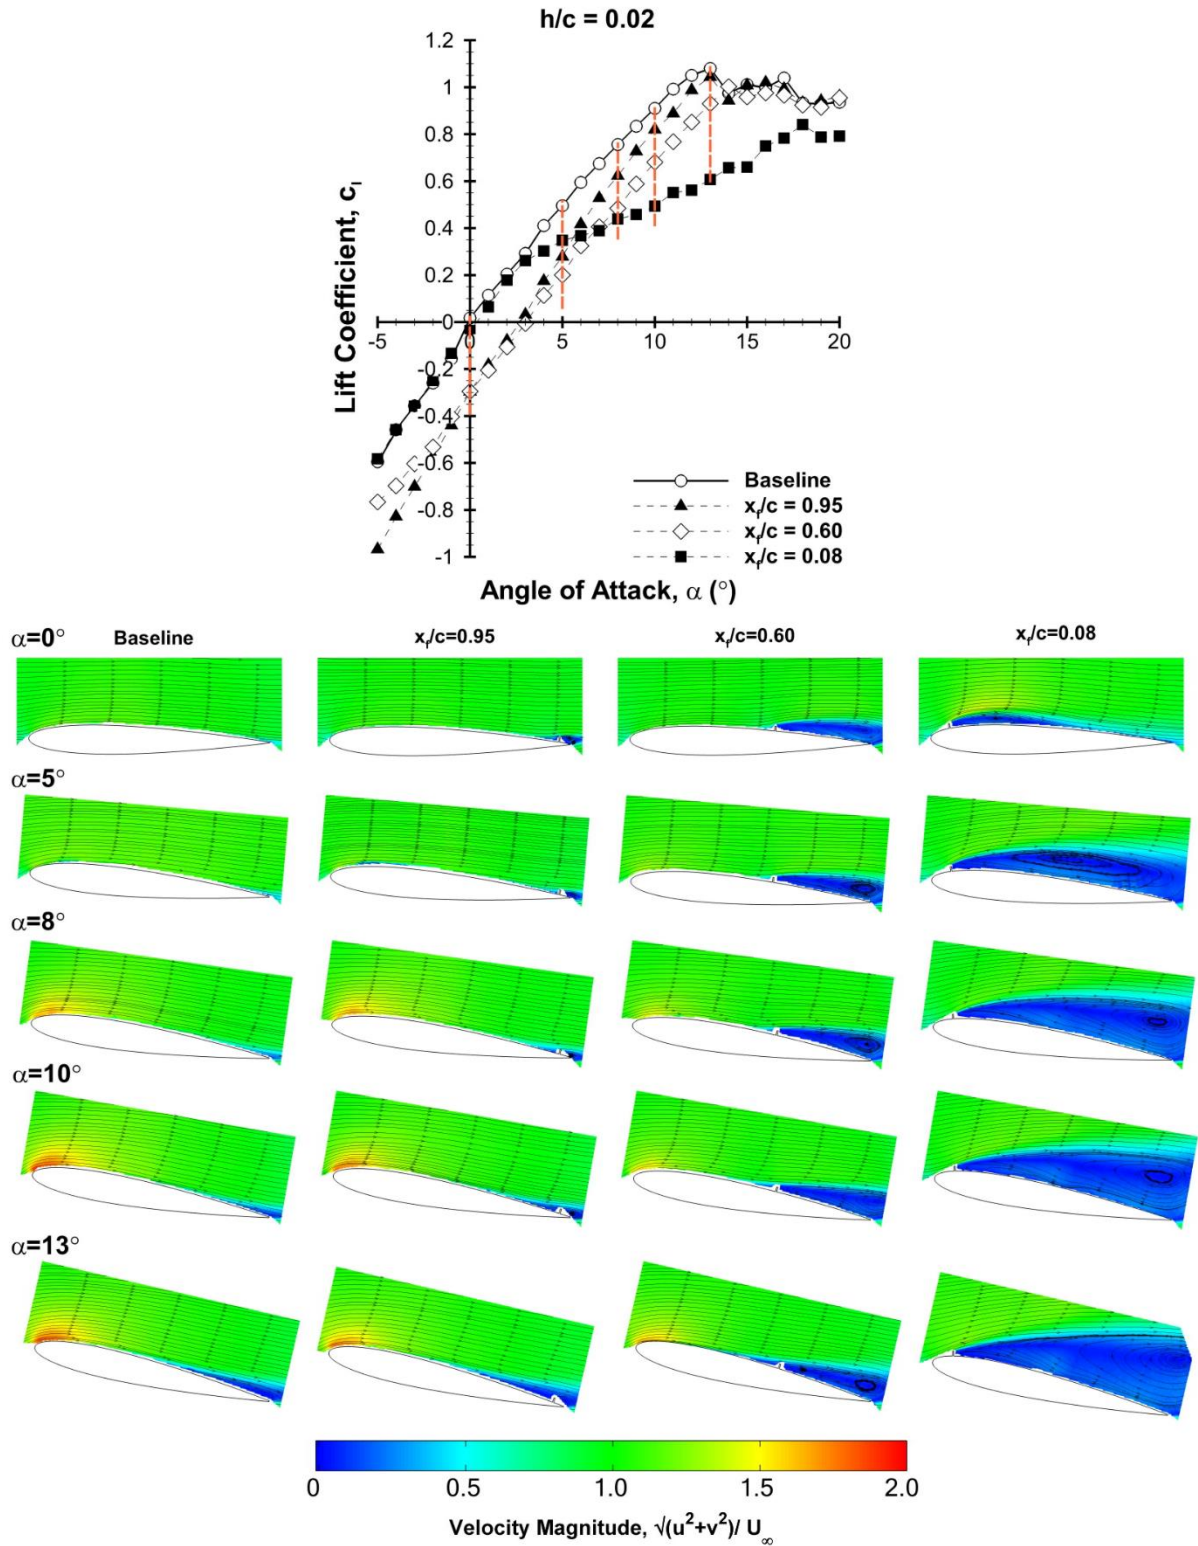 h/c = 0.02
1.2
1
0.8
0.6
0.4
0.2
0
-0.2
-0.4
-0.6
-0.8
-1
-5 0 5 10 15 20
Lift Coefficient, cₗ
Angle of Attack, α (°)
Baseline
x_f/c = 0.95
x_f/c = 0.60
x_f/c = 0.08
α=0° Baseline x_f/c=0.95 x_f/c=0.60 x_f/c=0.08
α=5°
α=8°
α=10°
α=13°
0 0.5 1.0 1.5 2.0
Velocity Magnitude, √(u²+v²)/ U_∞